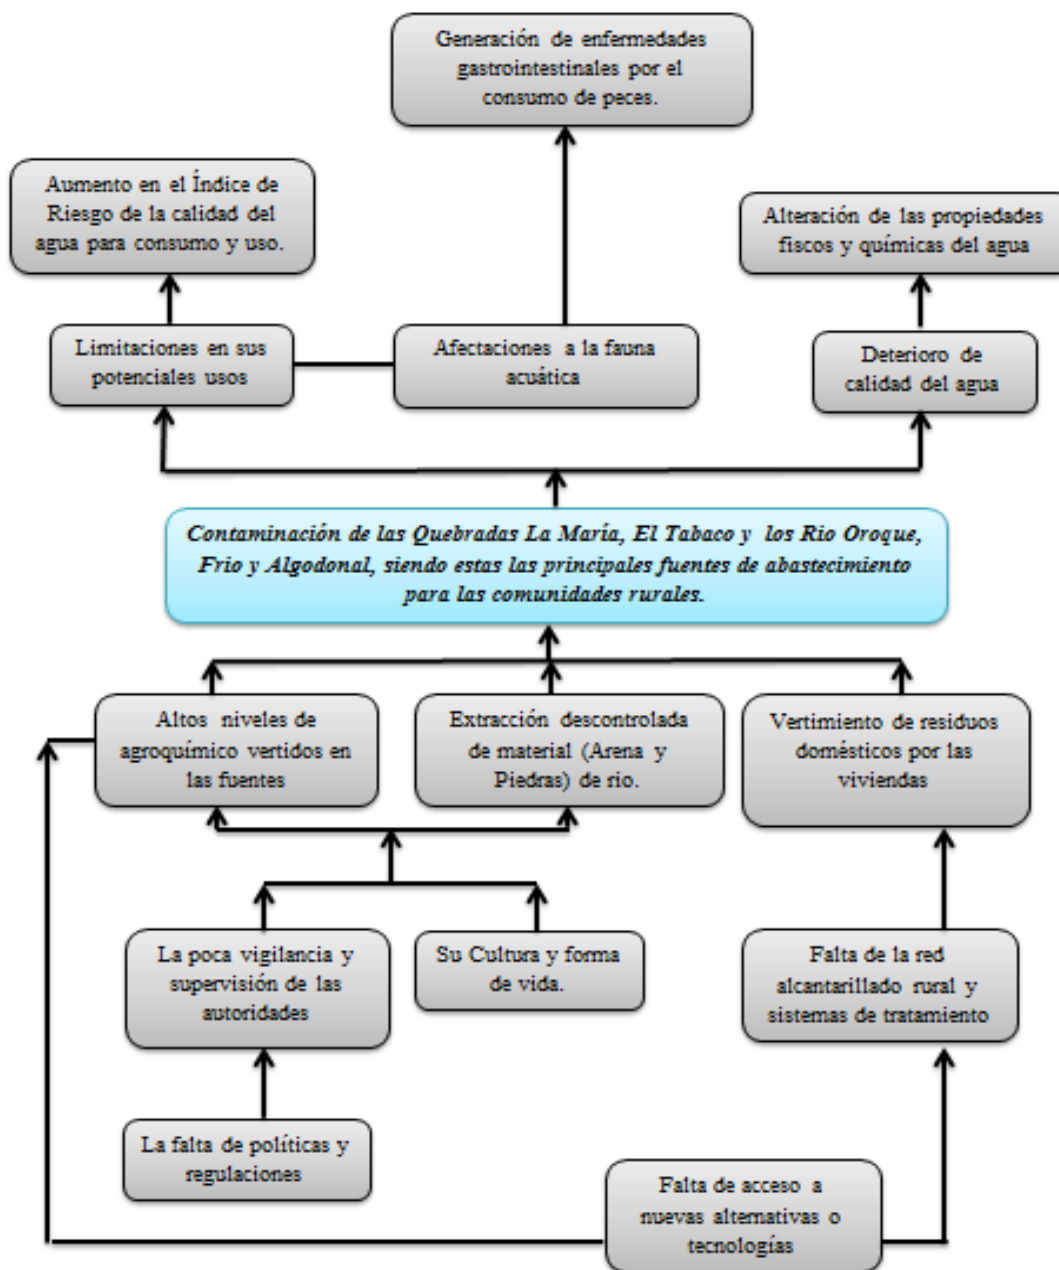 Generación de enfermedades
gastrointestinales por el
consumo de peces.
Aumento en el Índice de
Riesgo de la calidad del
agua para consumo y uso.
Alteración de las propiedades
fiscos y químicas del agua
Limitaciones en sus
potenciales usos
Afectaciones a la fauna
acuática
Deterioro de
calidad del agua
Contaminación de las Quebradas La María, El Tabaco y los Rio Oroque,
Frio y Algodonal, siendo estas las principales fuentes de abastecimiento
para las comunidades rurales.
Altos niveles de
agroquímico vertidos en
las fuentes
Extracción descontrolada
de material (Arena y
Piedras) de rio.
Vertimiento de residuos
domésticos por las
viviendas
La poca vigilancia y
supervisión de las
autoridades
Su Cultura y forma
de vida.
Falta de la red
alcantarillado rural y
sistemas de tratamiento
La falta de políticas y
regulaciones
Falta de acceso a
nuevas alternativas o
tecnologías